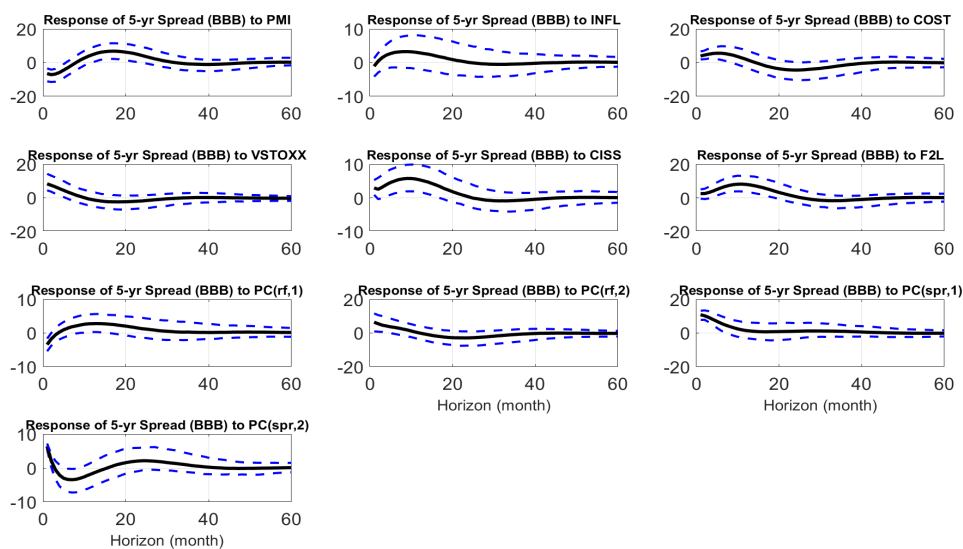 Response of 5-yr Spread (BBB) to PMI
20
0
-20
0 20 40 60
Response of 5-yr Spread (BBB) to INFL
10
0
-10
0 20 40 60
Response of 5-yr Spread (BBB) to COST
20
0
-20
0 20 40 60
Response of 5-yr Spread (BBB) to VSTOXX
20
0
-20
0 20 40 60
Response of 5-yr Spread (BBB) to CISS
10
0
-10
0 20 40 60
Response of 5-yr Spread (BBB) to F2L
20
0
-20
0 20 40 60
Response of 5-yr Spread (BBB) to PC(rf,1)
10
0
-10
0 20 40 60
Response of 5-yr Spread (BBB) to PC(rf,2)
20
0
-20
0 20 40 60
Horizon (month)
Response of 5-yr Spread (BBB) to PC(spr,1)
20
0
-20
0 20 40 60
Horizon (month)
Response of 5-yr Spread (BBB) to PC(spr,2)
10
0
-10
0 20 40 60
Horizon (month)